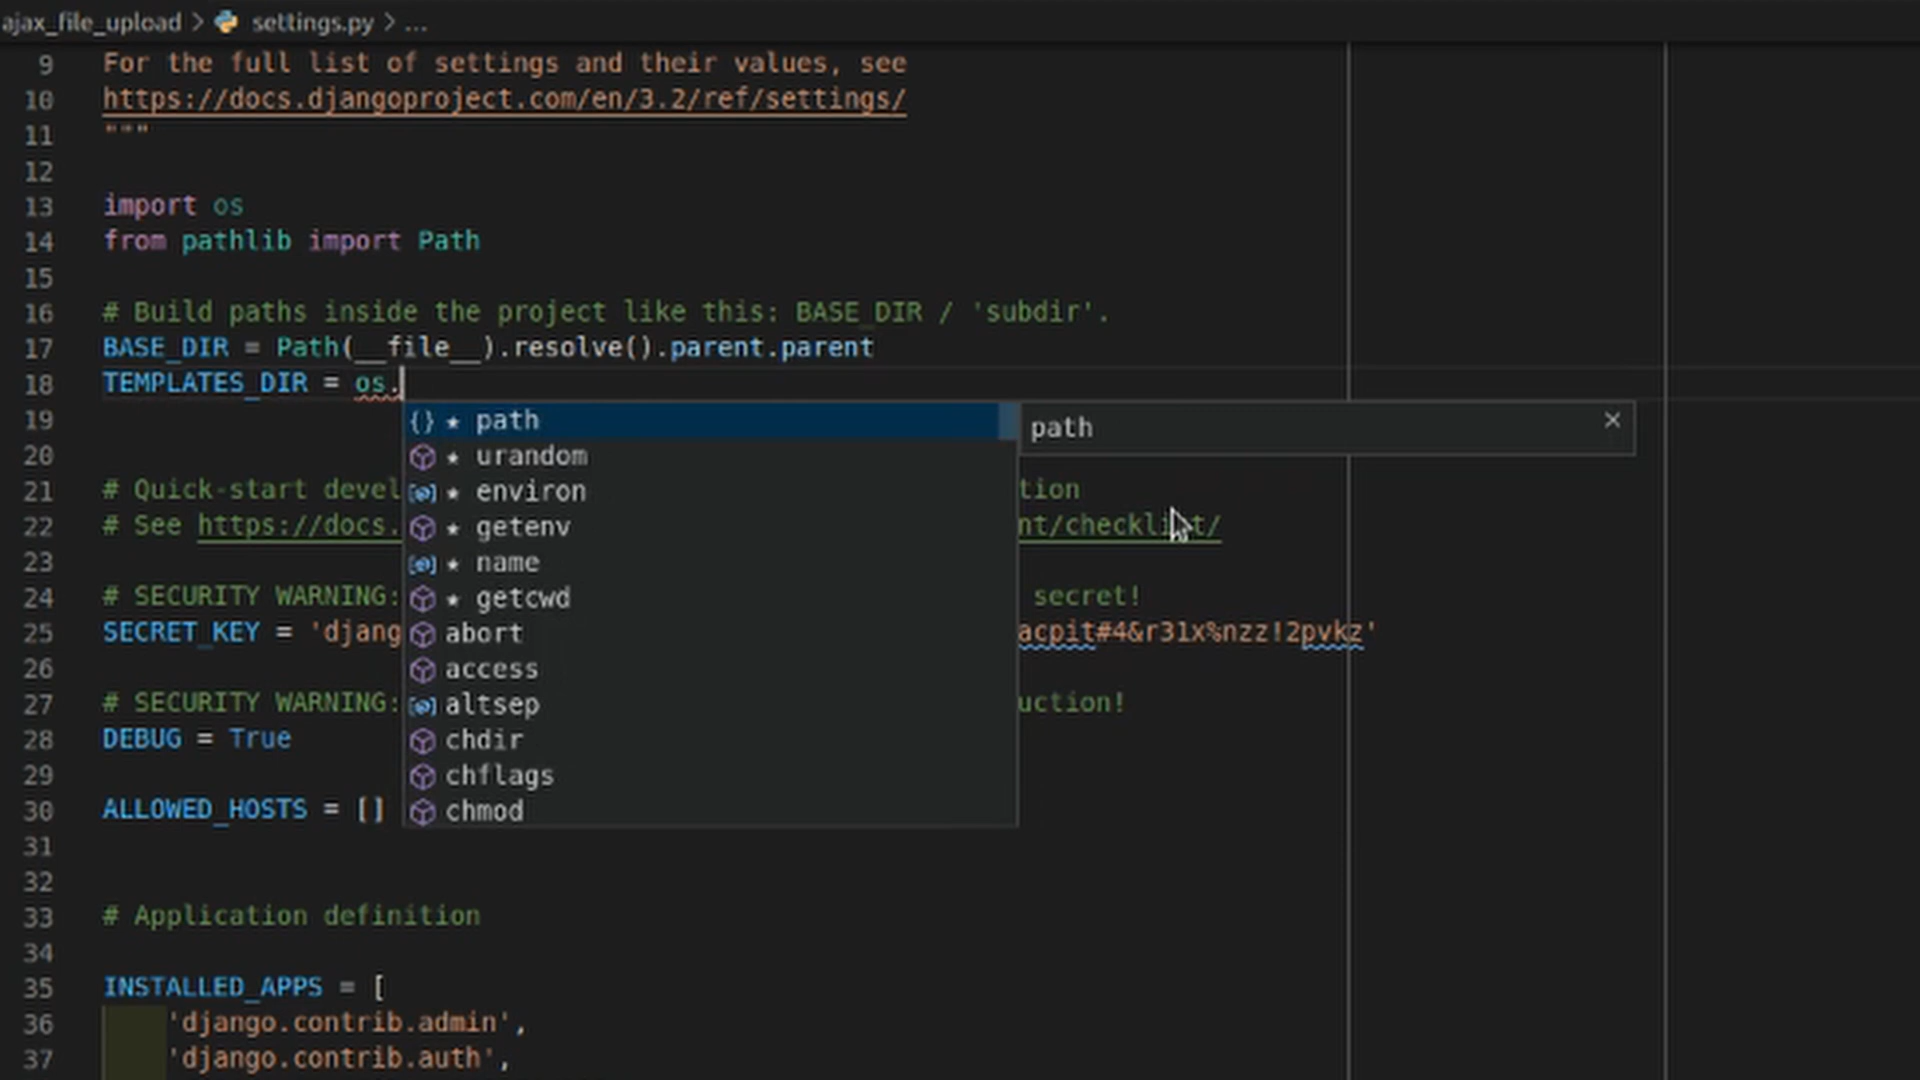 ajax_file_upload > settings.py > ...
9 For the full list of settings and their values, see
10 https://docs.djangoproject.com/en/3.2/ref/settings/
11 """
12
13 import os
14 from pathlib import Path
15
16 # Build paths inside the project like this: BASE_DIR / 'subdir'.
17 BASE_DIR = Path(__file__).resolve().parent.parent
18 TEMPLATES_DIR = os.
19 {} ★ path path ×
20 ★ urandom
21 # Quick-start devel ★ environ tion
22 # See https://docs. ★ getenv nt/checklist/
23 ★ name
24 # SECURITY WARNING: ★ getcwd secret!
25 SECRET_KEY = 'djang abort acpit#4&r31x%nzz!2pvkz'
26 access
27 # SECURITY WARNING: altsep uction!
28 DEBUG = True chdir
29 chflags
30 ALLOWED_HOSTS = [] chmod
31
32
33 # Application definition
34
35 INSTALLED_APPS = [
36 'django.contrib.admin',
37 'django.contrib.auth',